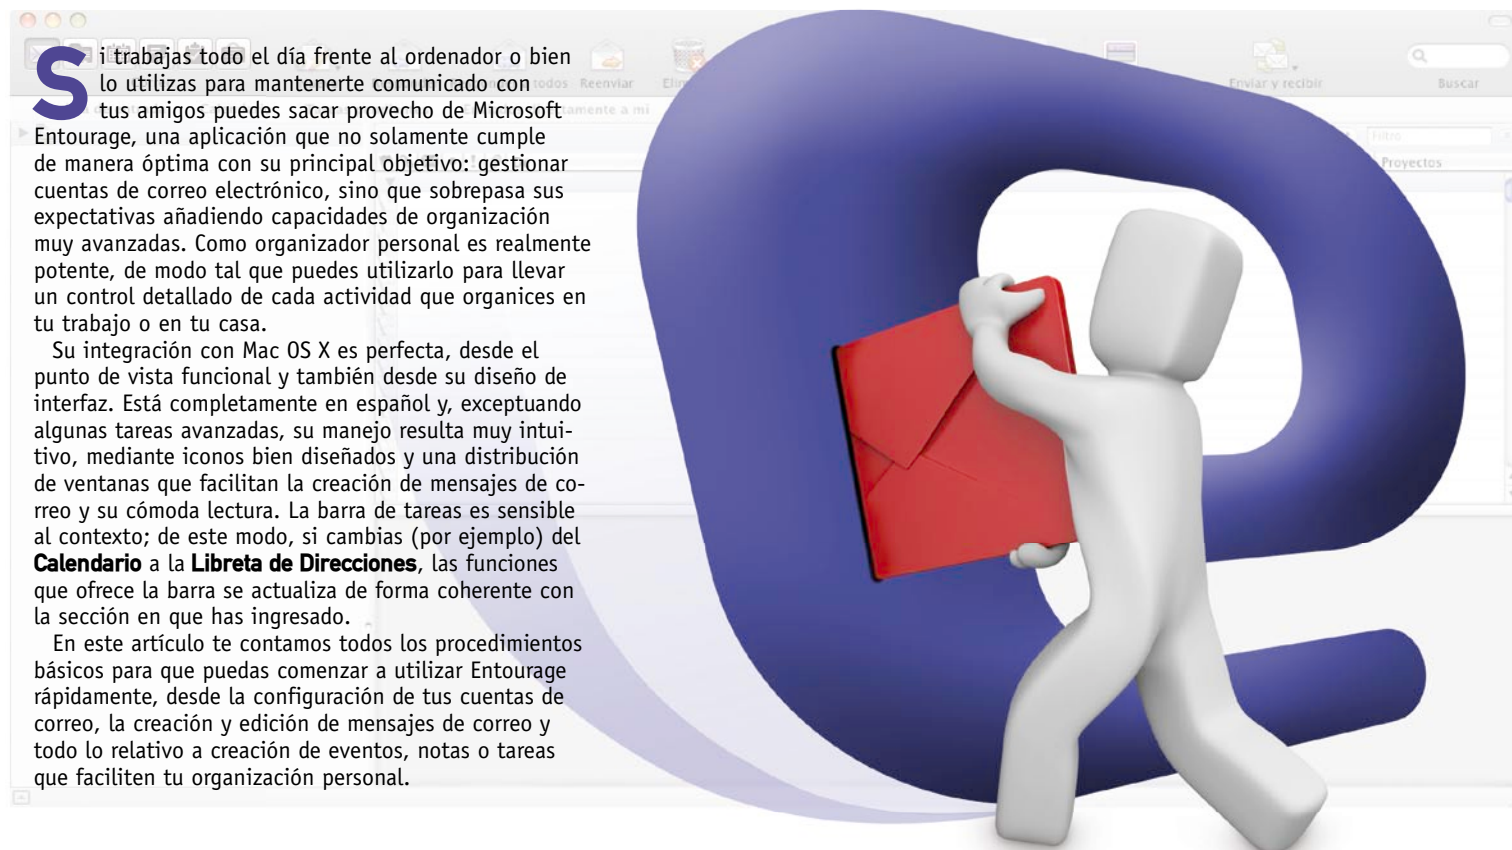 Si trabajas todo el día frente al ordenador o bien
lo utilizas para mantenerte comunicado con
tus amigos puedes sacar provecho de Microsoft
Entourage, una aplicación que no solamente cumple
de manera óptima con su principal objetivo: gestionar
cuentas de correo electrónico, sino que sobrepasa sus
expectativas añadiendo capacidades de organización
muy avanzadas. Como organizador personal es realmente
potente, de modo tal que puedes utilizarlo para llevar
un control detallado de cada actividad que organices en
tu trabajo o en tu casa.
Su integración con Mac OS X es perfecta, desde el
punto de vista funcional y también desde su diseño de
interfaz. Está completamente en español y, exceptuando
algunas tareas avanzadas, su manejo resulta muy intui-
tivo, mediante iconos bien diseñados y una distribución
de ventanas que facilitan la creación de mensajes de co-
rreo y su cómoda lectura. La barra de tareas es sensible
al contexto; de este modo, si cambias (por ejemplo) del
Calendario a la Libreta de Direcciones, las funciones
que ofrece la barra se actualiza de forma coherente con
la sección en que has ingresado.
En este artículo te contamos todos los procedimientos
básicos para que puedas comenzar a utilizar Entourage
rápidamente, desde la configuración de tus cuentas de
correo, la creación y edición de mensajes de correo y
todo lo relativo a creación de eventos, notas o tareas
que faciliten tu organización personal.
todos Reenviar
Enviar y recibir
Buscar
Filtro
Proyectos